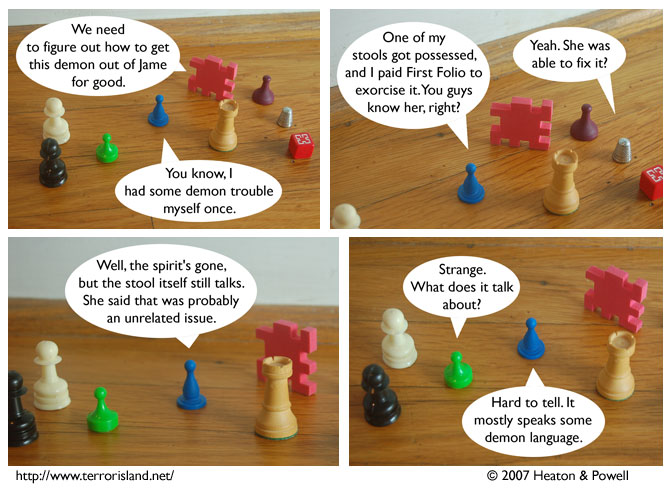 We need
to figure out how to get
this demon out of Jame
for good.
You know, I
had some demon trouble
myself once.
One of my
stools got possessed,
and I paid First Folio to
exorcise it. You guys
know her, right?
Yeah. She was
able to fix it?
Well, the spirit's gone,
but the stool itself still talks.
She said that was probably
an unrelated issue.
Strange.
What does it talk
about?
Hard to tell. It
mostly speaks some
demon language.
http://www.terrorisland.net/
© 2007 Heaton & Powell